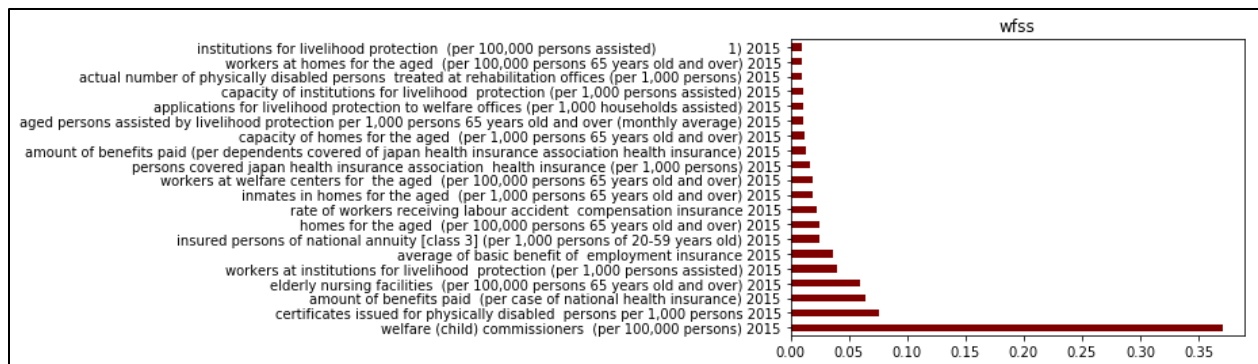 wfss
institutions for livelihood protection  (per 100,000 persons assisted)                    1) 2015
workers at homes for the aged  (per 100,000 persons 65 years old and over) 2015
actual number of physically disabled persons  treated at rehabilitation offices (per 1,000 persons) 2015
capacity of institutions for livelihood  protection (per 1,000 persons assisted) 2015
applications for livelihood protection to welfare offices (per 1,000 households assisted) 2015
aged persons assisted by livelihood protection per 1,000 persons 65 years old and over (monthly average) 2015
capacity of homes for the aged  (per 1,000 persons 65 years old and over) 2015
amount of benefits paid (per dependents covered of japan health insurance association health insurance) 2015
persons covered japan health insurance association  health insurance (per 1,000 persons) 2015
workers at welfare centers for  the aged  (per 100,000 persons 65 years old and over) 2015
inmates in homes for the aged  (per 1,000 persons 65 years old and over) 2015
rate of workers receiving labour accident  compensation insurance 2015
homes for the aged  (per 100,000 persons 65 years old and over) 2015
insured persons of national annuity [class 3] (per 1,000 persons of 20-59 years old) 2015
average of basic benefit of  employment insurance 2015
workers at institutions for livelihood  protection (per 1,000 persons assisted) 2015
elderly nursing facilities  (per 100,000 persons 65 years old and over) 2015
amount of benefits paid  (per case of national health insurance) 2015
certificates issued for physically disabled  persons per 1,000 persons 2015
welfare (child) commissioners  (per 100,000 persons) 2015
0.00 0.05 0.10 0.15 0.20 0.25 0.30 0.35